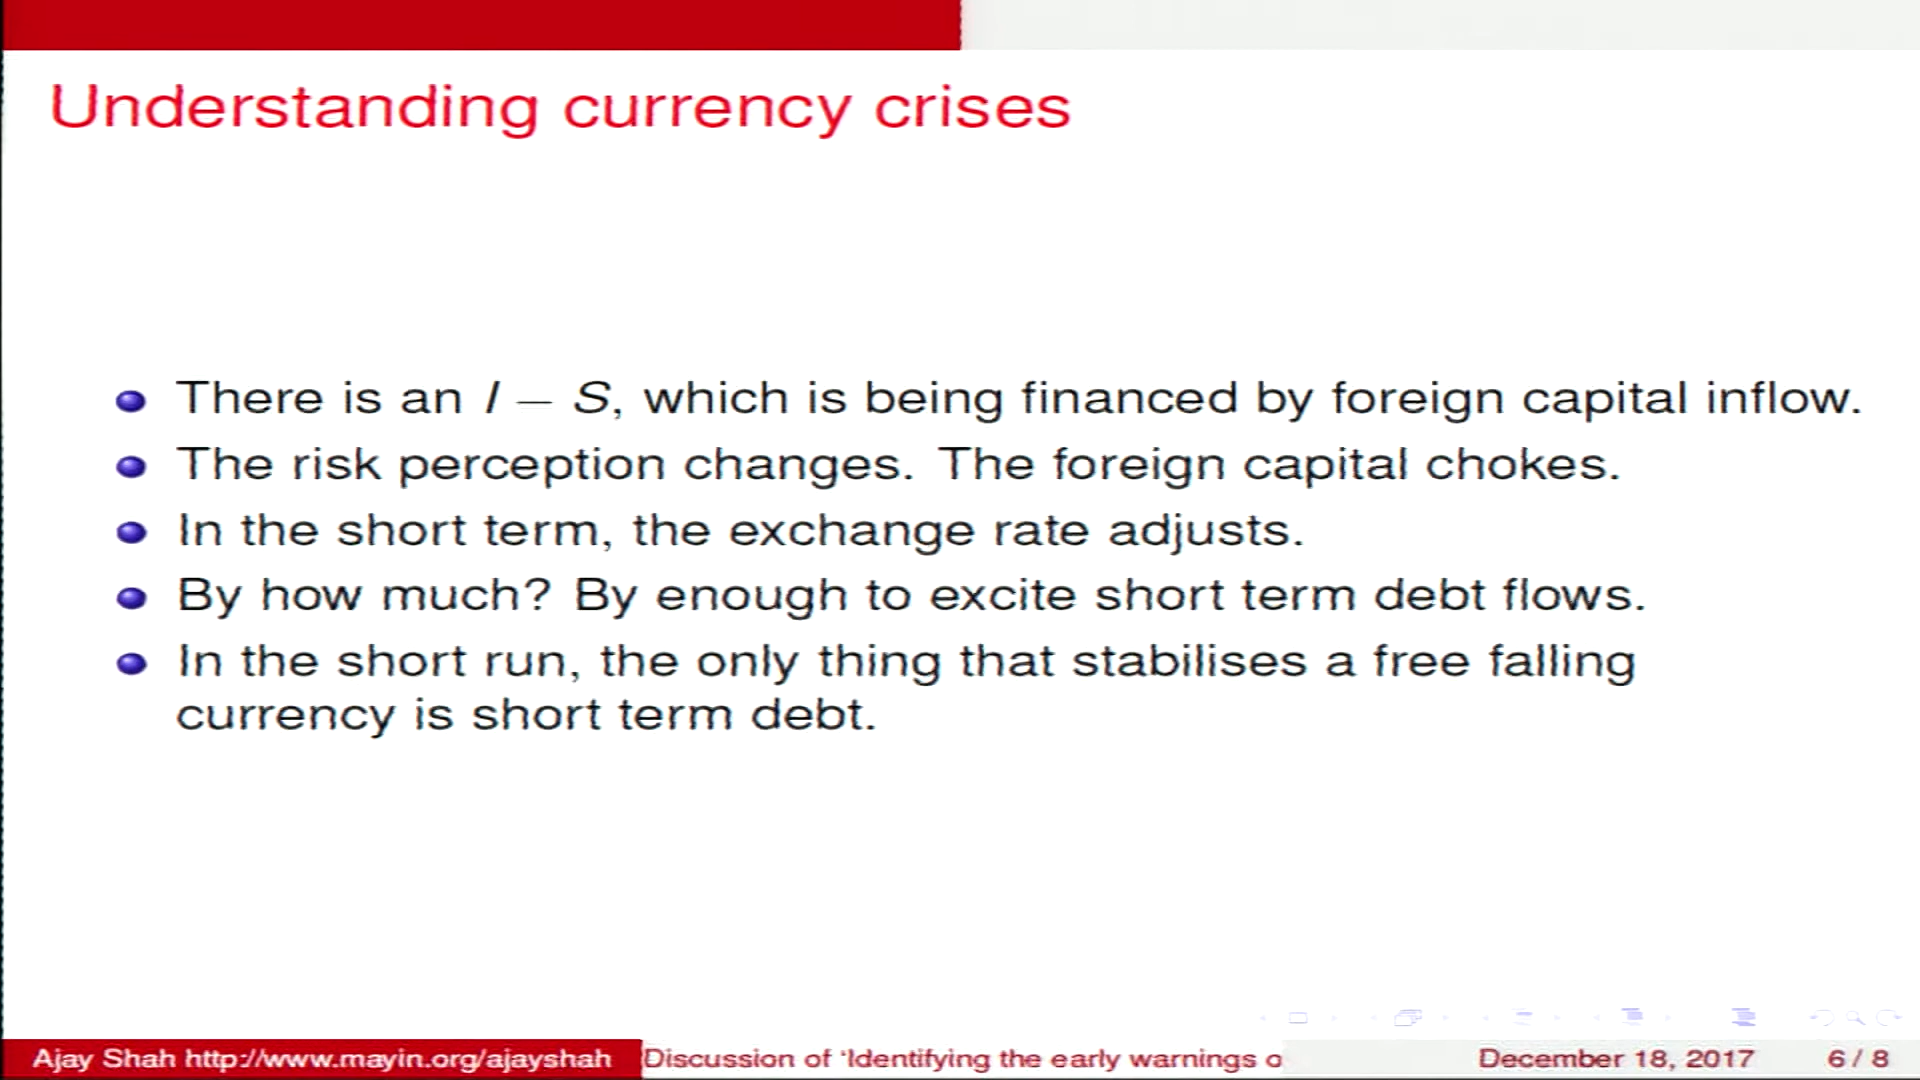 Understanding currency crises
There is an I − S, which is being financed by foreign capital inflow.
The risk perception changes. The foreign capital chokes.
In the short term, the exchange rate adjusts.
By how much? By enough to excite short term debt flows.
In the short run, the only thing that stabilises a free falling
currency is short term debt.
Ajay Shah http://www.mayin.org/ajayshah Discussion of ‘Identifying the early warnings o December 18, 2017 6 / 8